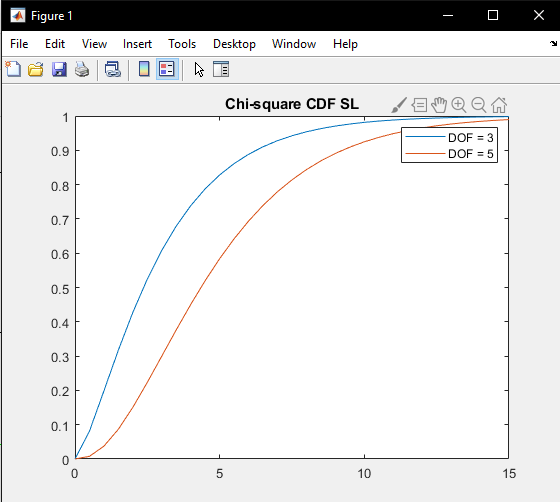 Figure 1
File Edit View Insert Tools Desktop Window Help
Chi-square CDF SL
DOF = 3
DOF = 5
1
0.9
0.8
0.7
0.6
0.5
0.4
0.3
0.2
0.1
0
0 5 10 15